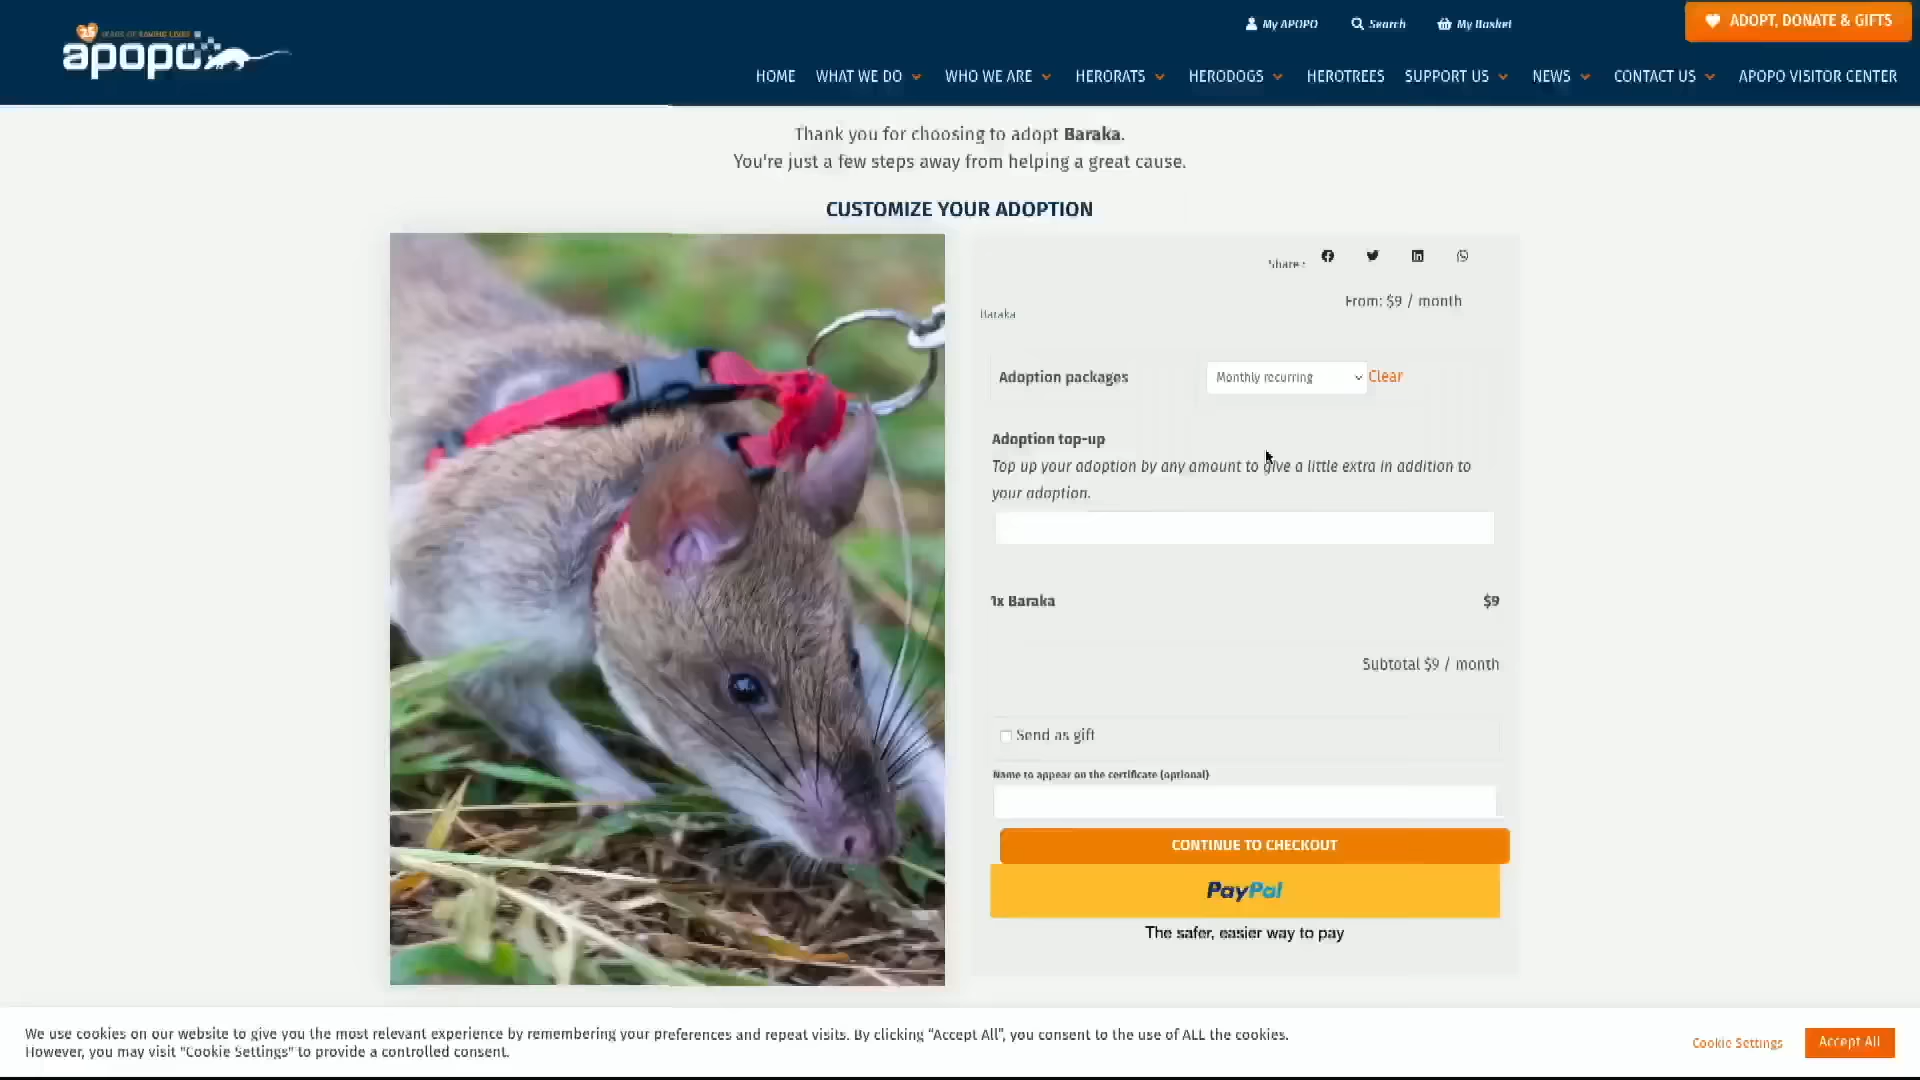 My APOPO
Search
My Basket
ADOPT, DONATE & GIFTS
25 YEARS OF SAVING LIVES
apopo
HOME
WHAT WE DO
WHO WE ARE
HERORATS
HERODOGS
HEROTREES
SUPPORT US
NEWS
CONTACT US
APOPO VISITOR CENTER
Thank you for choosing to adopt Baraka.
You're just a few steps away from helping a great cause.
CUSTOMIZE YOUR ADOPTION
Share :
From: $9 / month
Baraka
Adoption packages
Monthly recurring
Clear
Adoption top-up
Top up your adoption by any amount to give a little extra in addition to
your adoption.
1x Baraka
$9
Subtotal $9 / month
Send as gift
Name to appear on the certificate (optional)
CONTINUE TO CHECKOUT
PayPal
The safer, easier way to pay
We use cookies on our website to give you the most relevant experience by remembering your preferences and repeat visits. By clicking “Accept All”, you consent to the use of ALL the cookies.
However, you may visit "Cookie Settings" to provide a controlled consent.
Cookie Settings
Accept All